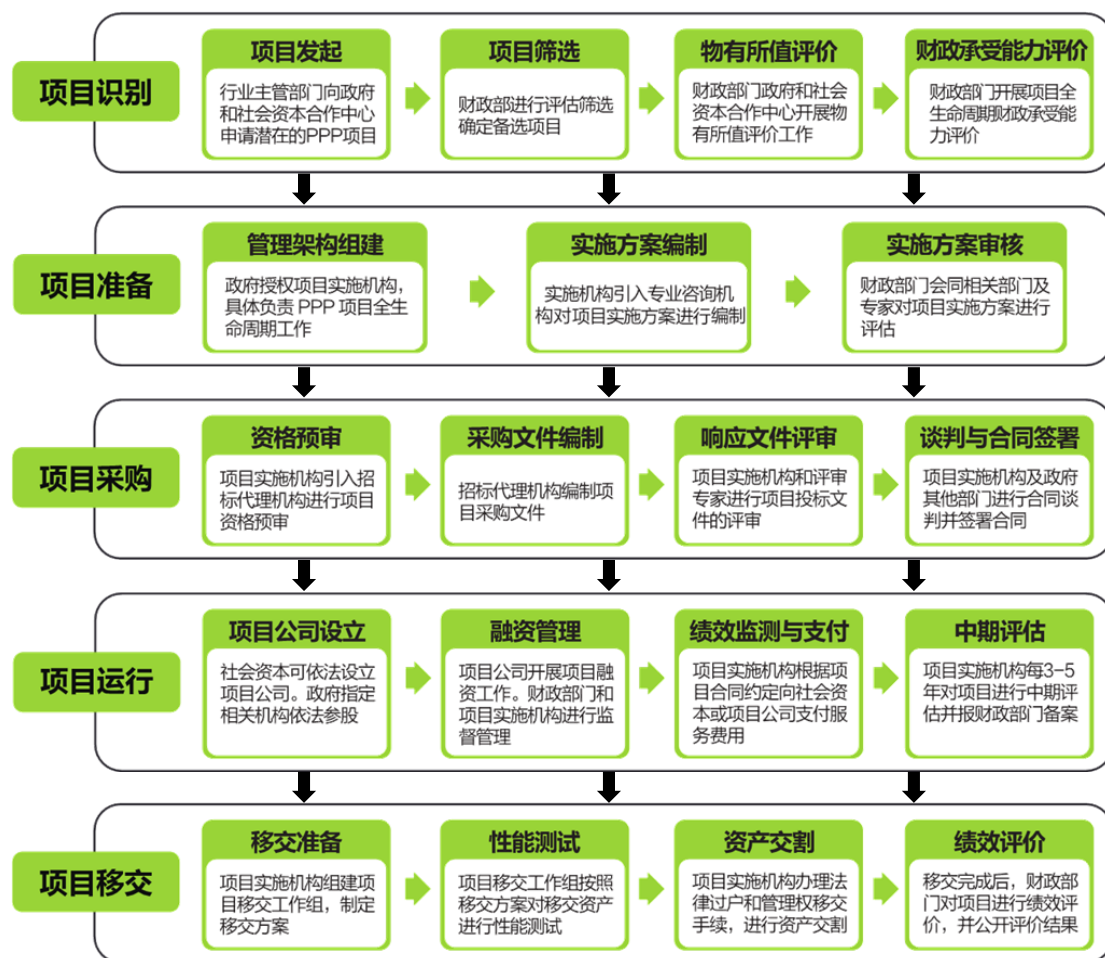 项目识别
项目发起
行业主管部门向政府
和社会资本合作中心
申请潜在的PPP项目
项目筛选
财政部进行评估筛选
确定备选项目
物有所值评价
财政部门政府和社会
资本合作中心开展物
有所值评价工作
财政承受能力评价
财政部门开展项目全
生命周期财政承受能
力评价
项目准备
管理架构组建
政府授权项目实施机构，
具体负责 PPP 项目全生
命周期工作
实施方案编制
实施机构引入专业咨询机
构对项目实施方案进行编制
实施方案审核
财政部门会同相关部门及
专家对项目实施方案进行
评估
项目采购
资格预审
项目实施机构引入招
标代理机构进行项目
资格预审
采购文件编制
招标代理机构编制项
目采购文件
响应文件评审
项目实施机构和评审
专家进行项目投标文
件的评审
谈判与合同签署
项目实施机构及政府
其他部门进行合同谈
判并签署合同
项目运行
项目公司设立
社会资本可依法设立
项目公司。政府指定
相关机构依法参股
融资管理
项目公司开展项目融
资工作。财政部门和
项目实施机构进行监
督管理
绩效监测与支付
项目实施机构根据项
目合同约定向社会资
本或项目公司支付服
务费用
中期评估
项目实施机构每3-5
年对项目进行中期评
估并报财政部门备案
项目移交
移交准备
项目实施机构组建项
目移交工作组，制定
移交方案
性能测试
项目移交工作组按照
移交方案对移交资产
进行性能测试
资产交割
项目实施机构办理法
律过户和管理权移交
手续，进行资产交割
绩效评价
移交完成后，财政部
门对项目进行绩效评
价，并公开评价结果